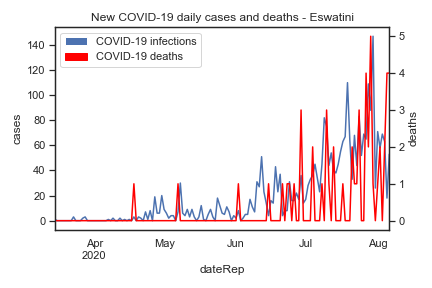 New COVID-19 daily cases and deaths - Eswatini
COVID-19 infections
COVID-19 deaths
cases
140
120
100
80
60
40
20
0
deaths
5
4
3
2
1
0
Apr
2020
May
Jun
Jul
Aug
dateRep